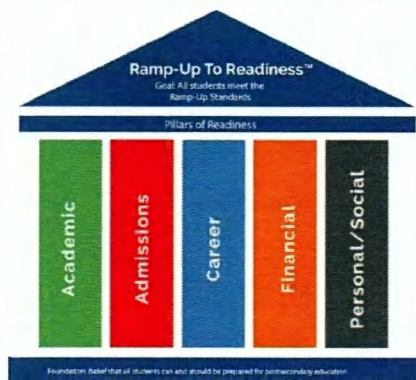 Ramp-Up To Readiness™
Goal: All students meet the
Ramp-Up Standards
Pillars of Readiness
Academic
Admissions
Career
Financial
Personal/Social
Foundation: Belief that all students can and should be prepared for postsecondary education